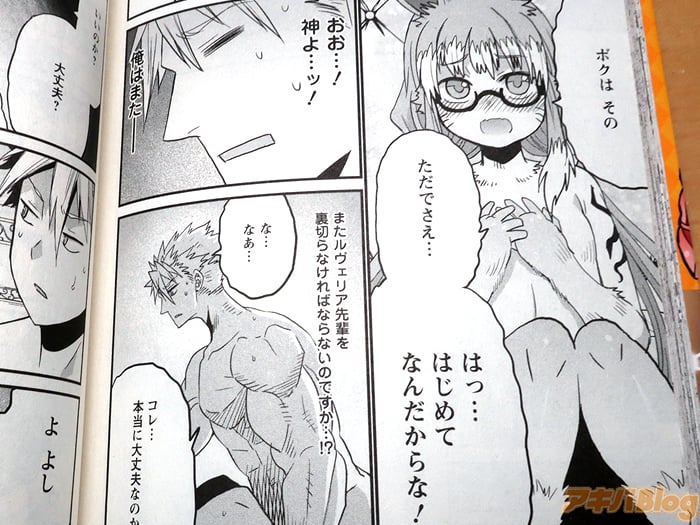 ボクは その
ただでさえ…
はっ…
はじめて
なんだからな！
おお…！
神よ…ッ！
俺はまた――
またルヴェリア先輩を
裏切らなければならないのですか…!?
な…
なぁ…
コレ…
本当に大丈夫なのか
いいのか？
大丈夫？
よ よし
アキバBlog